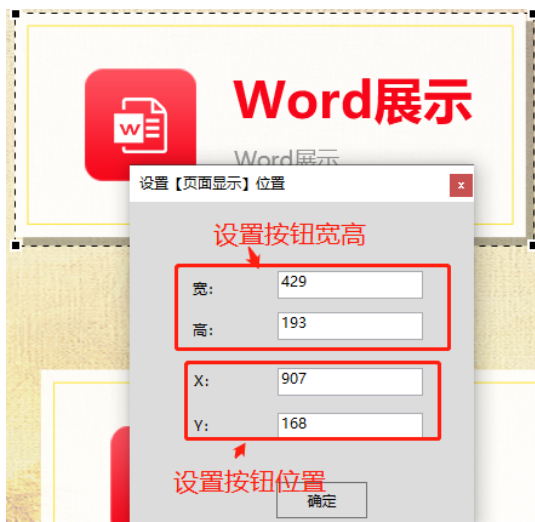 W
Word展示
Word展示
设置【页面显示】位置
x
设置按钮宽高
宽: 429
高: 193
X: 907
Y: 168
设置按钮位置
确定